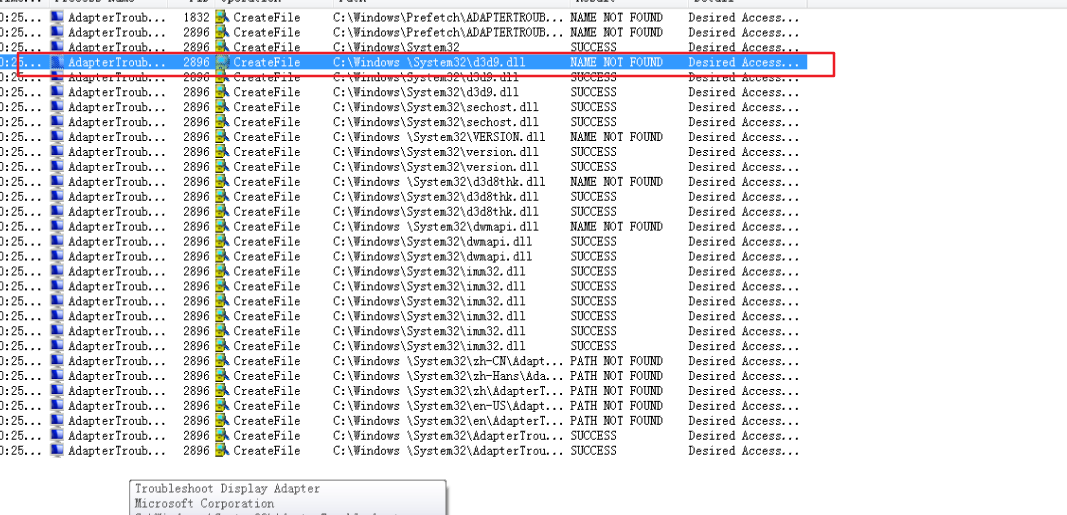 0:25... AdapterTroub... 1832 CreateFile C:\Windows\Prefetch\ADAPTERTROUB... NAME NOT FOUND Desired Access...
0:25... AdapterTroub... 2896 CreateFile C:\Windows\Prefetch\ADAPTERTROUB... NAME NOT FOUND Desired Access...
0:25... AdapterTroub... 2896 CreateFile C:\Windows\System32 SUCCESS Desired Access...
0:25... AdapterTroub... 2896 CreateFile C:\Windows \System32\d3d9.dll NAME NOT FOUND Desired Access...
0:25... AdapterTroub... 2896 CreateFile C:\Windows\System32\d3d9.dll SUCCESS Desired Access...
0:25... AdapterTroub... 2896 CreateFile C:\Windows\System32\d3d9.dll SUCCESS Desired Access...
0:25... AdapterTroub... 2896 CreateFile C:\Windows\System32\sechost.dll SUCCESS Desired Access...
0:25... AdapterTroub... 2896 CreateFile C:\Windows\System32\sechost.dll SUCCESS Desired Access...
0:25... AdapterTroub... 2896 CreateFile C:\Windows \System32\VERSION.dll NAME NOT FOUND Desired Access...
0:25... AdapterTroub... 2896 CreateFile C:\Windows\System32\version.dll SUCCESS Desired Access...
0:25... AdapterTroub... 2896 CreateFile C:\Windows\System32\version.dll SUCCESS Desired Access...
0:25... AdapterTroub... 2896 CreateFile C:\Windows \System32\d3d8thk.dll NAME NOT FOUND Desired Access...
0:25... AdapterTroub... 2896 CreateFile C:\Windows\System32\d3d8thk.dll SUCCESS Desired Access...
0:25... AdapterTroub... 2896 CreateFile C:\Windows\System32\d3d8thk.dll SUCCESS Desired Access...
0:25... AdapterTroub... 2896 CreateFile C:\Windows \System32\dwmapi.dll NAME NOT FOUND Desired Access...
0:25... AdapterTroub... 2896 CreateFile C:\Windows\System32\dwmapi.dll SUCCESS Desired Access...
0:25... AdapterTroub... 2896 CreateFile C:\Windows\System32\dwmapi.dll SUCCESS Desired Access...
0:25... AdapterTroub... 2896 CreateFile C:\Windows\System32\imm32.dll SUCCESS Desired Access...
0:25... AdapterTroub... 2896 CreateFile C:\Windows\System32\imm32.dll SUCCESS Desired Access...
0:25... AdapterTroub... 2896 CreateFile C:\Windows\System32\imm32.dll SUCCESS Desired Access...
0:25... AdapterTroub... 2896 CreateFile C:\Windows\System32\imm32.dll SUCCESS Desired Access...
0:25... AdapterTroub... 2896 CreateFile C:\Windows\System32\imm32.dll SUCCESS Desired Access...
0:25... AdapterTroub... 2896 CreateFile C:\Windows\System32\imm32.dll SUCCESS Desired Access...
0:25... AdapterTroub... 2896 CreateFile C:\Windows \System32\zh-CN\Adapt... PATH NOT FOUND Desired Access...
0:25... AdapterTroub... 2896 CreateFile C:\Windows \System32\zh-Hans\Ada... PATH NOT FOUND Desired Access...
0:25... AdapterTroub... 2896 CreateFile C:\Windows \System32\zh\AdapterT... PATH NOT FOUND Desired Access...
0:25... AdapterTroub... 2896 CreateFile C:\Windows \System32\en-US\Adapt... PATH NOT FOUND Desired Access...
0:25... AdapterTroub... 2896 CreateFile C:\Windows \System32\en\AdapterT... PATH NOT FOUND Desired Access...
0:25... AdapterTroub... 2896 CreateFile C:\Windows \System32\AdapterTrou... SUCCESS Desired Access...
0:25... AdapterTroub... 2896 CreateFile C:\Windows \System32\AdapterTrou... SUCCESS Desired Access...
Troubleshoot Display Adapter
Microsoft Corporation